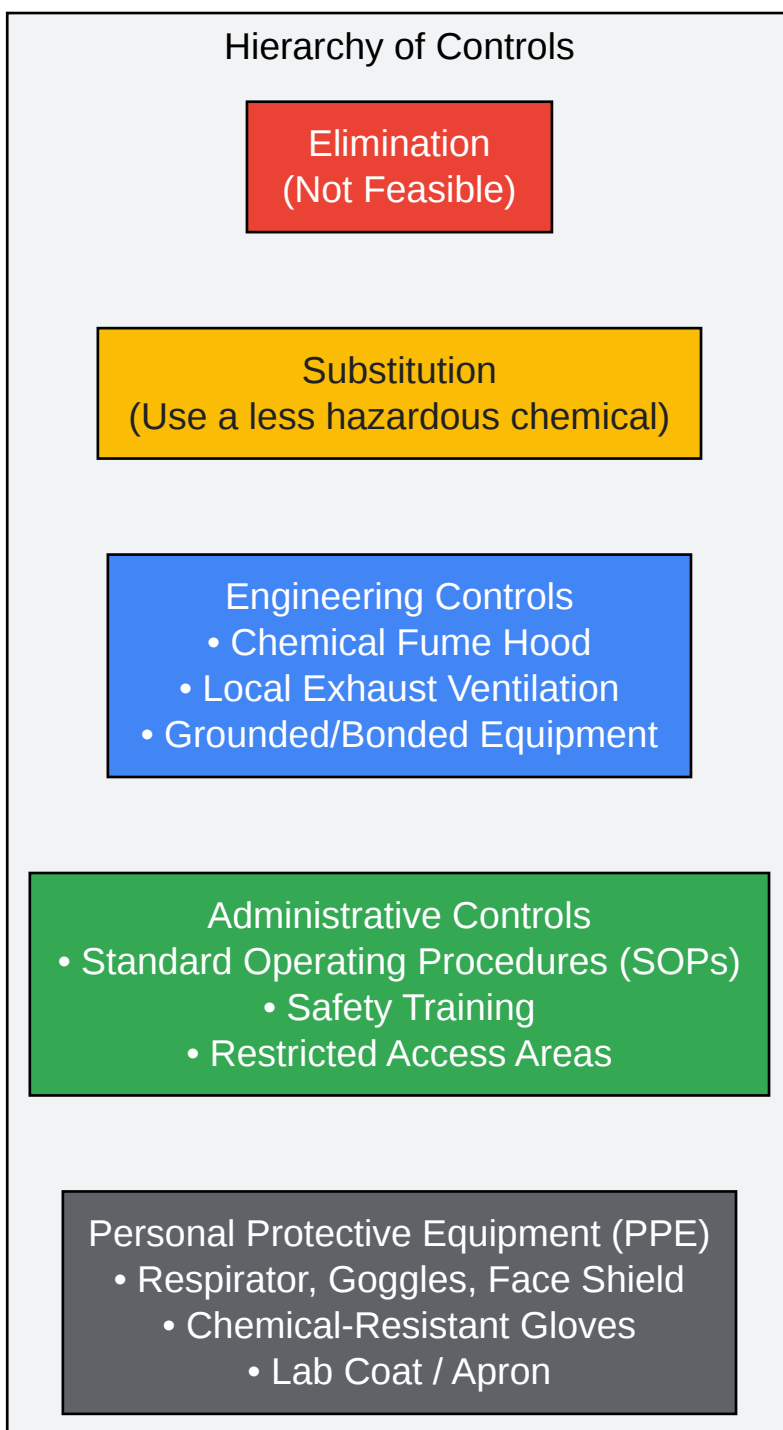 Hierarchy of Controls
Elimination
(Not Feasible)
Substitution
(Use a less hazardous chemical)
Engineering Controls
• Chemical Fume Hood
• Local Exhaust Ventilation
• Grounded/Bonded Equipment
Administrative Controls
• Standard Operating Procedures (SOPs)
• Safety Training
• Restricted Access Areas
Personal Protective Equipment (PPE)
• Respirator, Goggles, Face Shield
• Chemical-Resistant Gloves
• Lab Coat / Apron